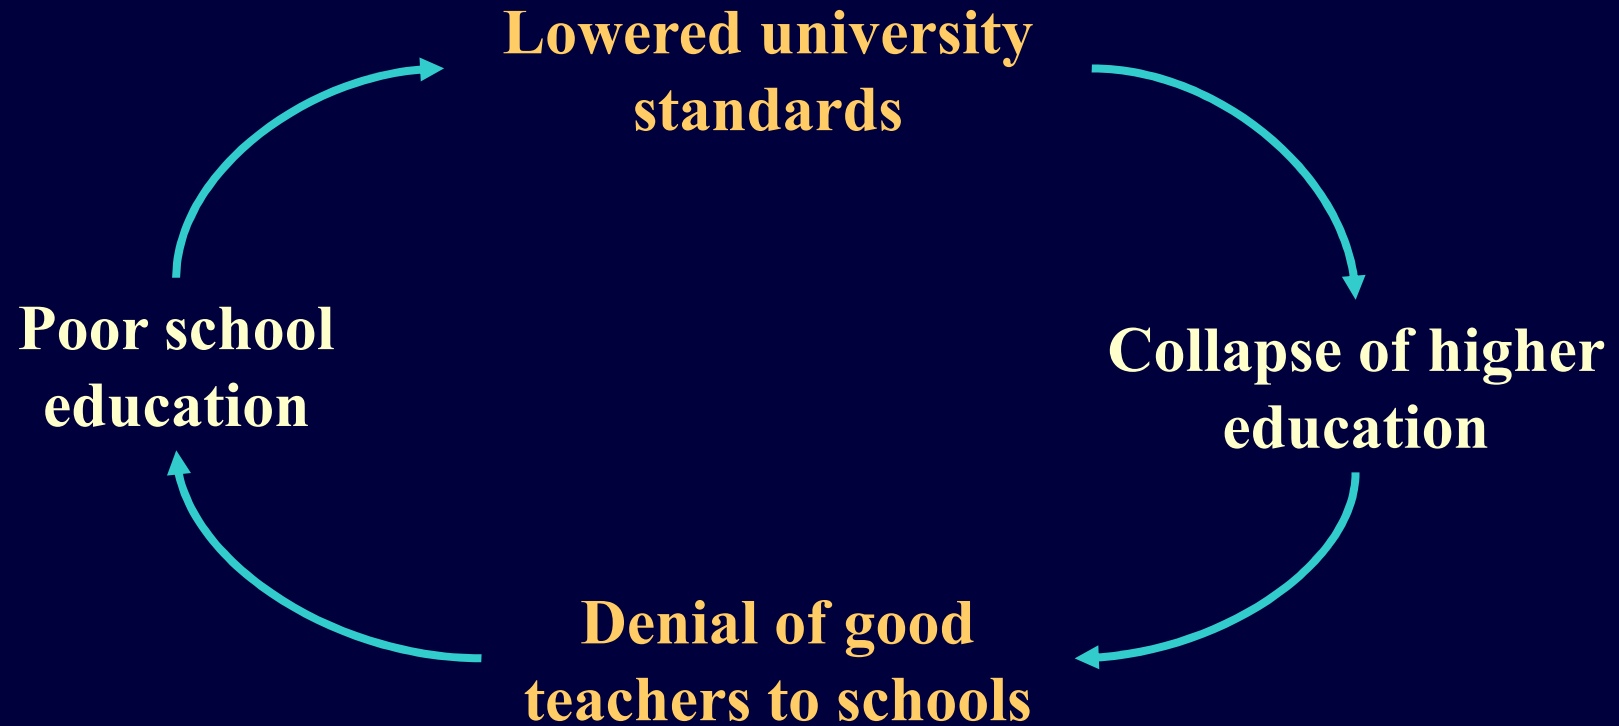 Lowered university
standards
Poor school
education
Collapse of higher
education
Denial of good
teachers to schools